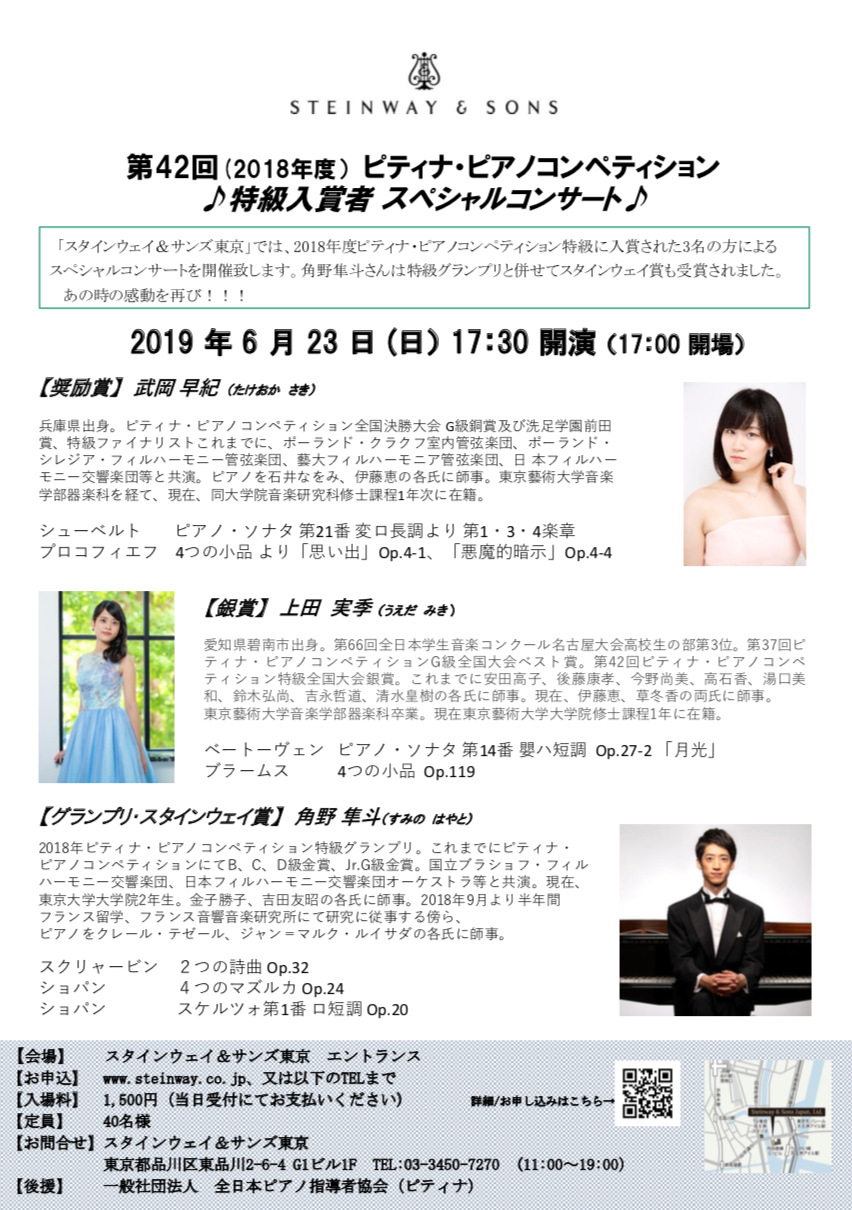 STEINWAY & SONS
第42回(2018年度) ピティナ・ピアノコンペティション
♪特級入賞者 スペシャルコンサート♪
「スタインウェイ&サンズ東京」では、2018年度ピティナ・ピアノコンペティション特級に入賞された3名の方による
スペシャルコンサートを開催致します。角野隼斗さんは特級グランプリと併せてスタインウェイ賞も受賞されました。
あの時の感動を再び!!!
2019 年 6 月 23 日 (日) 17:30 開演 (17:00 開場)
【奨励賞】 武岡 早紀 (たけおか さき)
兵庫県出身。ピティナ・ピアノコンペティション全国決勝大会 G級銅賞及び洗足学園前田
賞、特級ファイナリストこれまでに、ポーランド・クラクフ室内管弦楽団、ポーランド・
シレジア・フィルハーモニー管弦楽団、藝大フィルハーモニア管弦楽団、日 本フィルハー
モニー交響楽団等と共演。ピアノを石井なをみ、伊藤恵の各氏に師事。東京藝術大学音楽
学部器楽科を経て、現在、同大学院音楽研究科修士課程1年次に在籍。
シューベルト ピアノ・ソナタ 第21番 変ロ長調より 第1・3・4楽章
プロコフィエフ 4つの小品 より「思い出」Op.4-1、「悪魔的暗示」Op.4-4
【銀賞】 上田 実季 (うえだ みき)
愛知県碧南市出身。第66回全日本学生音楽コンクール名古屋大会高校生の部第3位。第37回ピ
ティナ・ピアノコンペティションG級全国大会ベスト賞。第42回ピティナ・ピアノコンペ
ティション特級全国大会銀賞。これまでに安田高子、後藤康孝、今野尚美、高石香、湯口美
和、鈴木弘尚、吉永哲道、清水皇樹の各氏に師事。現在、伊藤恵、草冬香の両氏に師事。
東京藝術大学音楽学部器楽科卒業。現在東京藝術大学大学院修士課程1年に在籍。
ベートーヴェン ピアノ・ソナタ 第14番 嬰ハ短調 Op.27-2 「月光」
ブラームス 4つの小品 Op.119
【グランプリ・スタインウェイ賞】 角野 隼斗(すみの はやと)
2018年ピティナ・ピアノコンペティション特級グランプリ。これまでにピティナ・
ピアノコンペティションにてB、C、D級金賞、Jr.G級金賞。国立ブラショフ・フィル
ハーモニー交響楽団、日本フィルハーモニー交響楽団オーケストラ等と共演。現在、
東京大学大学院2年生。金子勝子、吉田友昭の各氏に師事。2018年9月より半年間
フランス留学、フランス音響音楽研究所にて研究に従事する傍ら、
ピアノをクレール・テゼール、ジャン=マルク・ルイサダの各氏に師事。
スクリャービン 2つの詩曲 Op.32
ショパン 4つのマズルカ Op.24
ショパン スケルツォ第1番 ロ短調 Op.20
【会場】 スタインウェイ&サンズ東京 エントランス
【お申込】 www.steinway.co.jp、又は以下のTELまで
【入場料】 1,500円(当日受付にてお支払いください)
詳細/お申し込みはこちら→
【定員】 40名様
【お問合せ】スタインウェイ&サンズ東京
東京都品川区東品川2-6-4 G1ビル1F TEL:03-3450-7270 (11:00~19:00)
【後援】 一般社団法人 全日本ピアノ指導者協会(ピティナ)
Steinway & Sons Japan, Ltd.